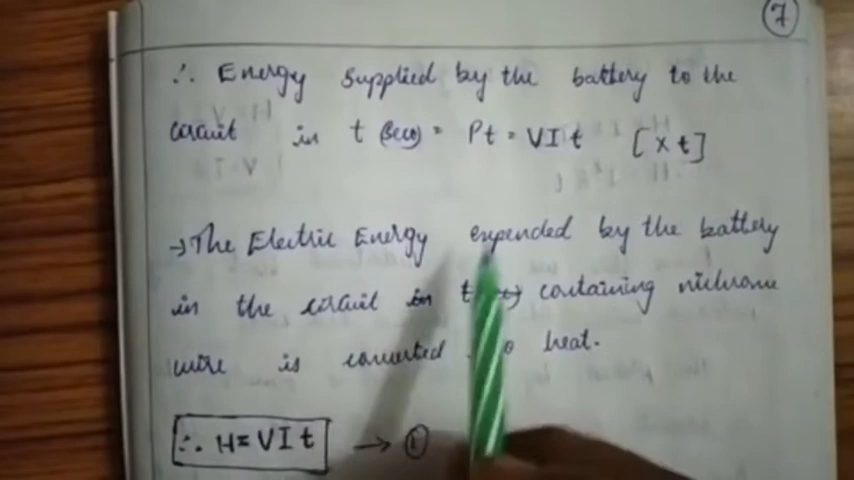 7
∴ Energy supplied by the battery to the
circuit in t (sec) = Pt = VIt [× t]
→ The Electric Energy expended by the battery
in the circuit in containing nichrome
wire is converted heat.
∴ H = VIt → ①